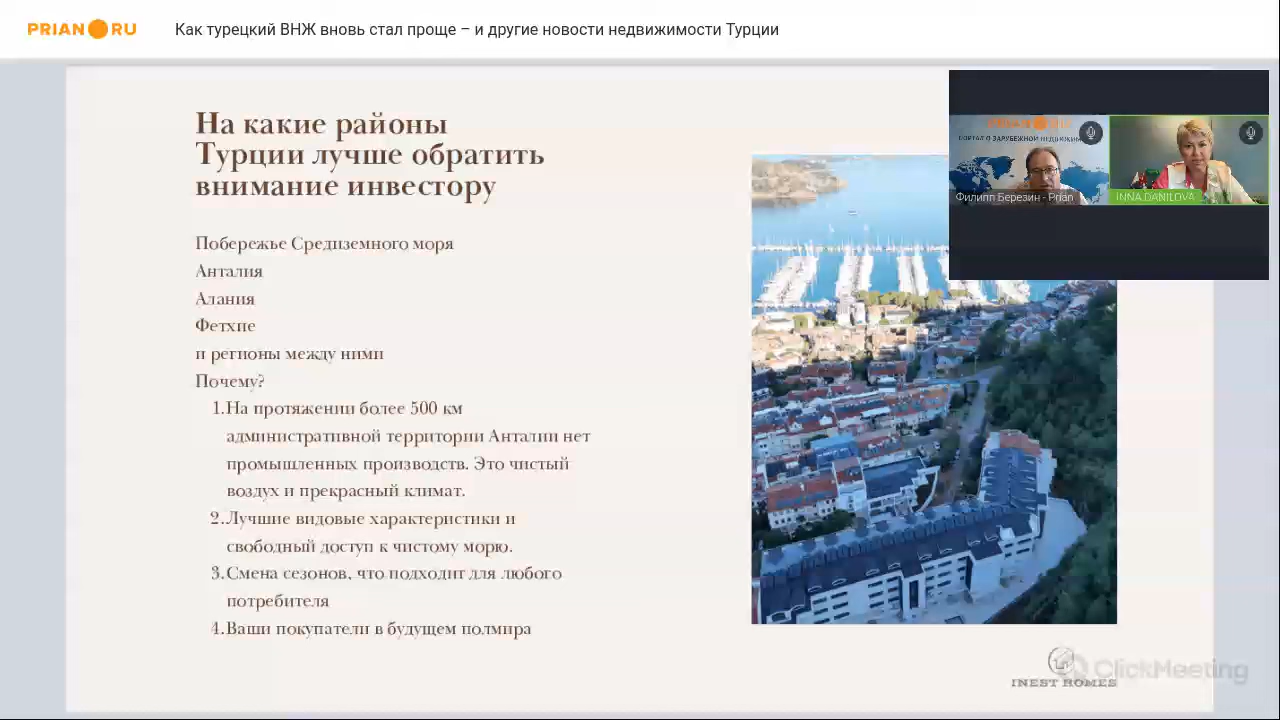 PRIAN RU
Как турецкий ВНЖ вновь стал проще – и другие новости недвижимости Турции
На какие районы
Турции лучше обратить
внимание инвестору
Побережье Средиземного моря
Анталия
Алания
Фетхие
и регионы между ними
Почему?
1.На протяжении более 500 км
административной территории Анталии нет
промышленных производств. Это чистый
воздух и прекрасный климат.
2.Лучшие видовые характеристики и
свободный доступ к чистому морю.
3.Смена сезонов, что подходит для любого
потребителя
4.Ваши покупатели в будущем полмира
PRIAN RU
ПОРТАЛ О ЗАРУБЕЖНОЙ
Филипп Березин - Prian
INNA DANILOVA
ClickMeeting
INEST HOMES